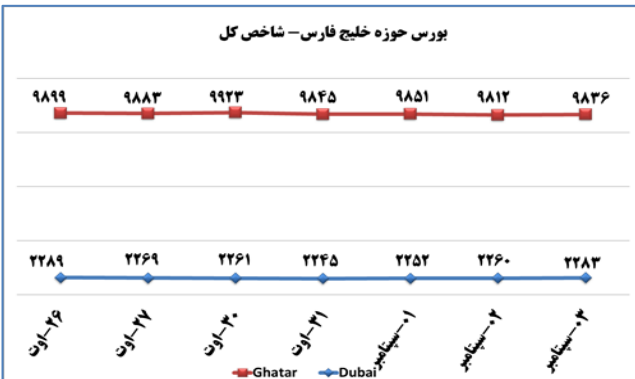 بورس حوزه خلیج فارس– شاخص کل
۹۸۹۹ ۹۸۸۳ ۹۹۲۳ ۹۸۴۵ ۹۸۵۱ ۹۸۱۲ ۹۸۳۶
۲۲۸۹ ۲۲۶۹ ۲۲۶۱ ۲۲۴۵ ۲۲۵۲ ۲۲۶۰ ۲۲۸۳
۲۶-اوت ۲۷-اوت ۳۰-اوت ۳۱-اوت ۰۱-سپتامبر ۰۲-سپتامبر ۰۳-سپتامبر
Ghatar Dubai